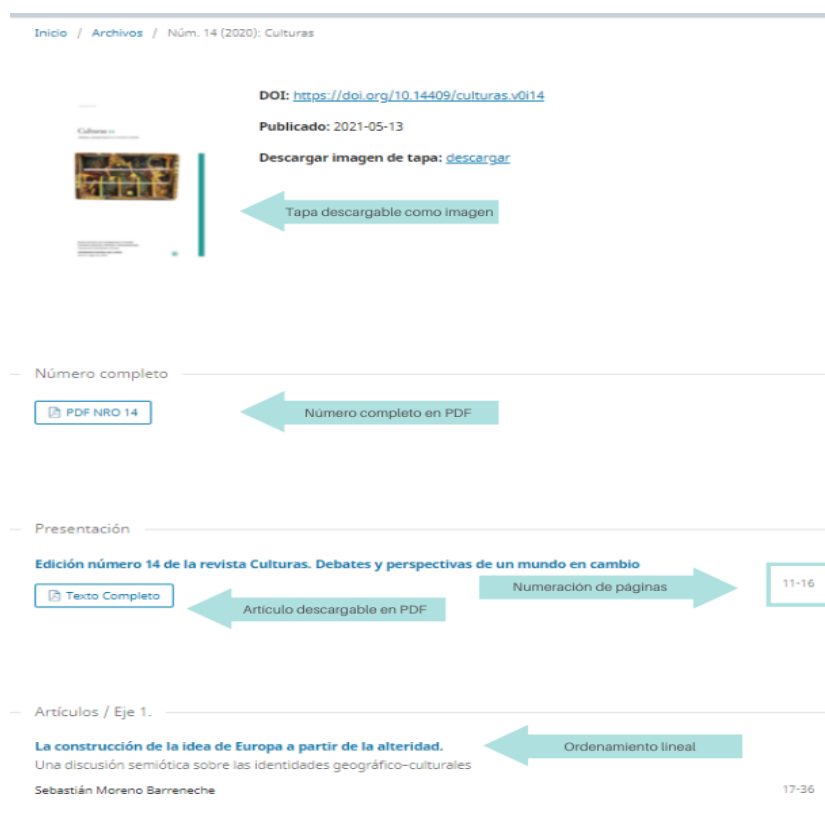 Inicio / Archivos / Núm. 14 (2020): Culturas
DOI: https://doi.org/10.14409/culturas.v0i14
Culturas
Publicado: 2021-05-13
Descargar imagen de tapa: descargar
Tapa descargable como imagen
Número completo
PDF NRO 14
Número completo en PDF
Presentación
Edición número 14 de la revista Culturas. Debates y perspectivas de un mundo en cambio
Numeración de páginas
11-16
Texto Completo
Artículo descargable en PDF
Artículos / Eje 1.
La construcción de la idea de Europa a partir de la alteridad.
Ordenamiento lineal
Una discusión semiótica sobre las identidades geográfico–culturales
Sebastián Moreno Barreneche
17-36